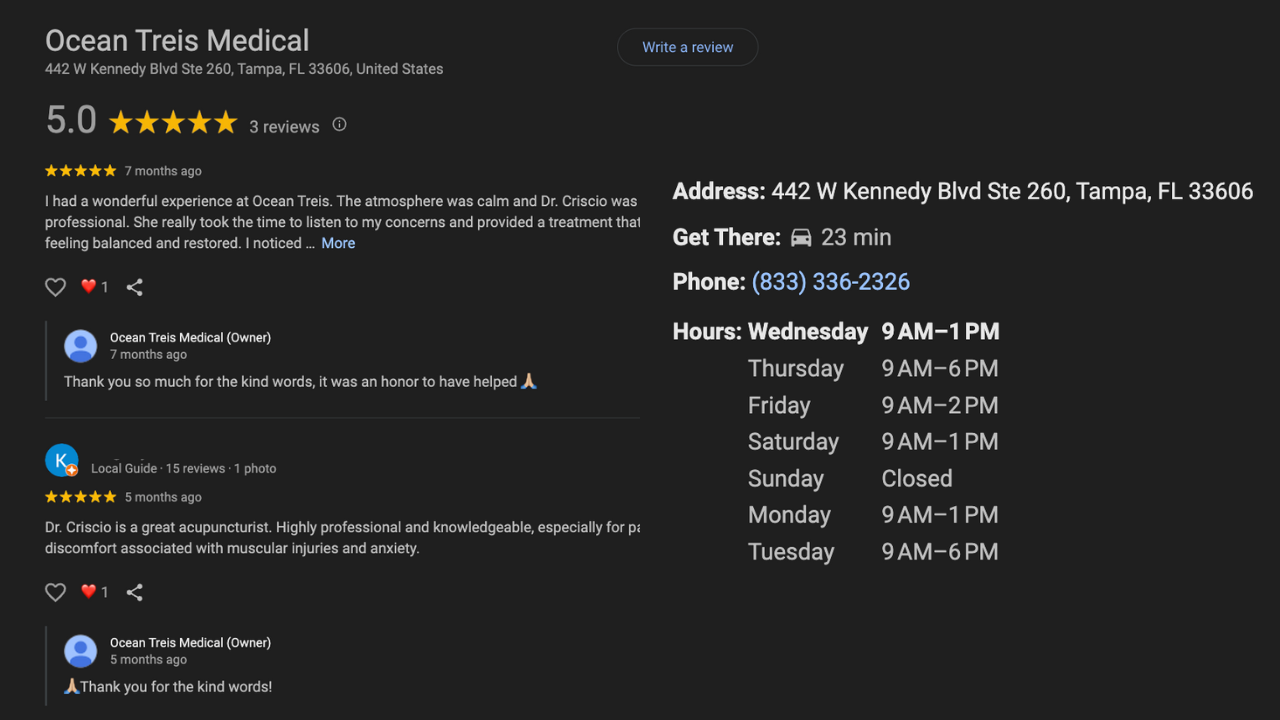 Ocean Treis Medical
442 W Kennedy Blvd Ste 260, Tampa, FL 33606, United States
Write a review
5.0 3 reviews
7 months ago
I had a wonderful experience at Ocean Treis. The atmosphere was calm and Dr. Criscio was
professional. She really took the time to listen to my concerns and provided a treatment that
feeling balanced and restored. I noticed ... More
1
Ocean Treis Medical (Owner)
7 months ago
Thank you so much for the kind words, it was an honor to have helped 🙏🏼
K
Local Guide · 15 reviews · 1 photo
5 months ago
Dr. Criscio is a great acupuncturist. Highly professional and knowledgeable, especially for
discomfort associated with muscular injuries and anxiety.
1
Ocean Treis Medical (Owner)
5 months ago
🙏🏼Thank you for the kind words!
Address: 442 W Kennedy Blvd Ste 260, Tampa, FL 33606
Get There: 23 min
Phone: (833) 336-2326
Hours: Wednesday 9 AM–1 PM
Thursday 9 AM–6 PM
Friday 9 AM–2 PM
Saturday 9 AM–1 PM
Sunday Closed
Monday 9 AM–1 PM
Tuesday 9 AM–6 PM